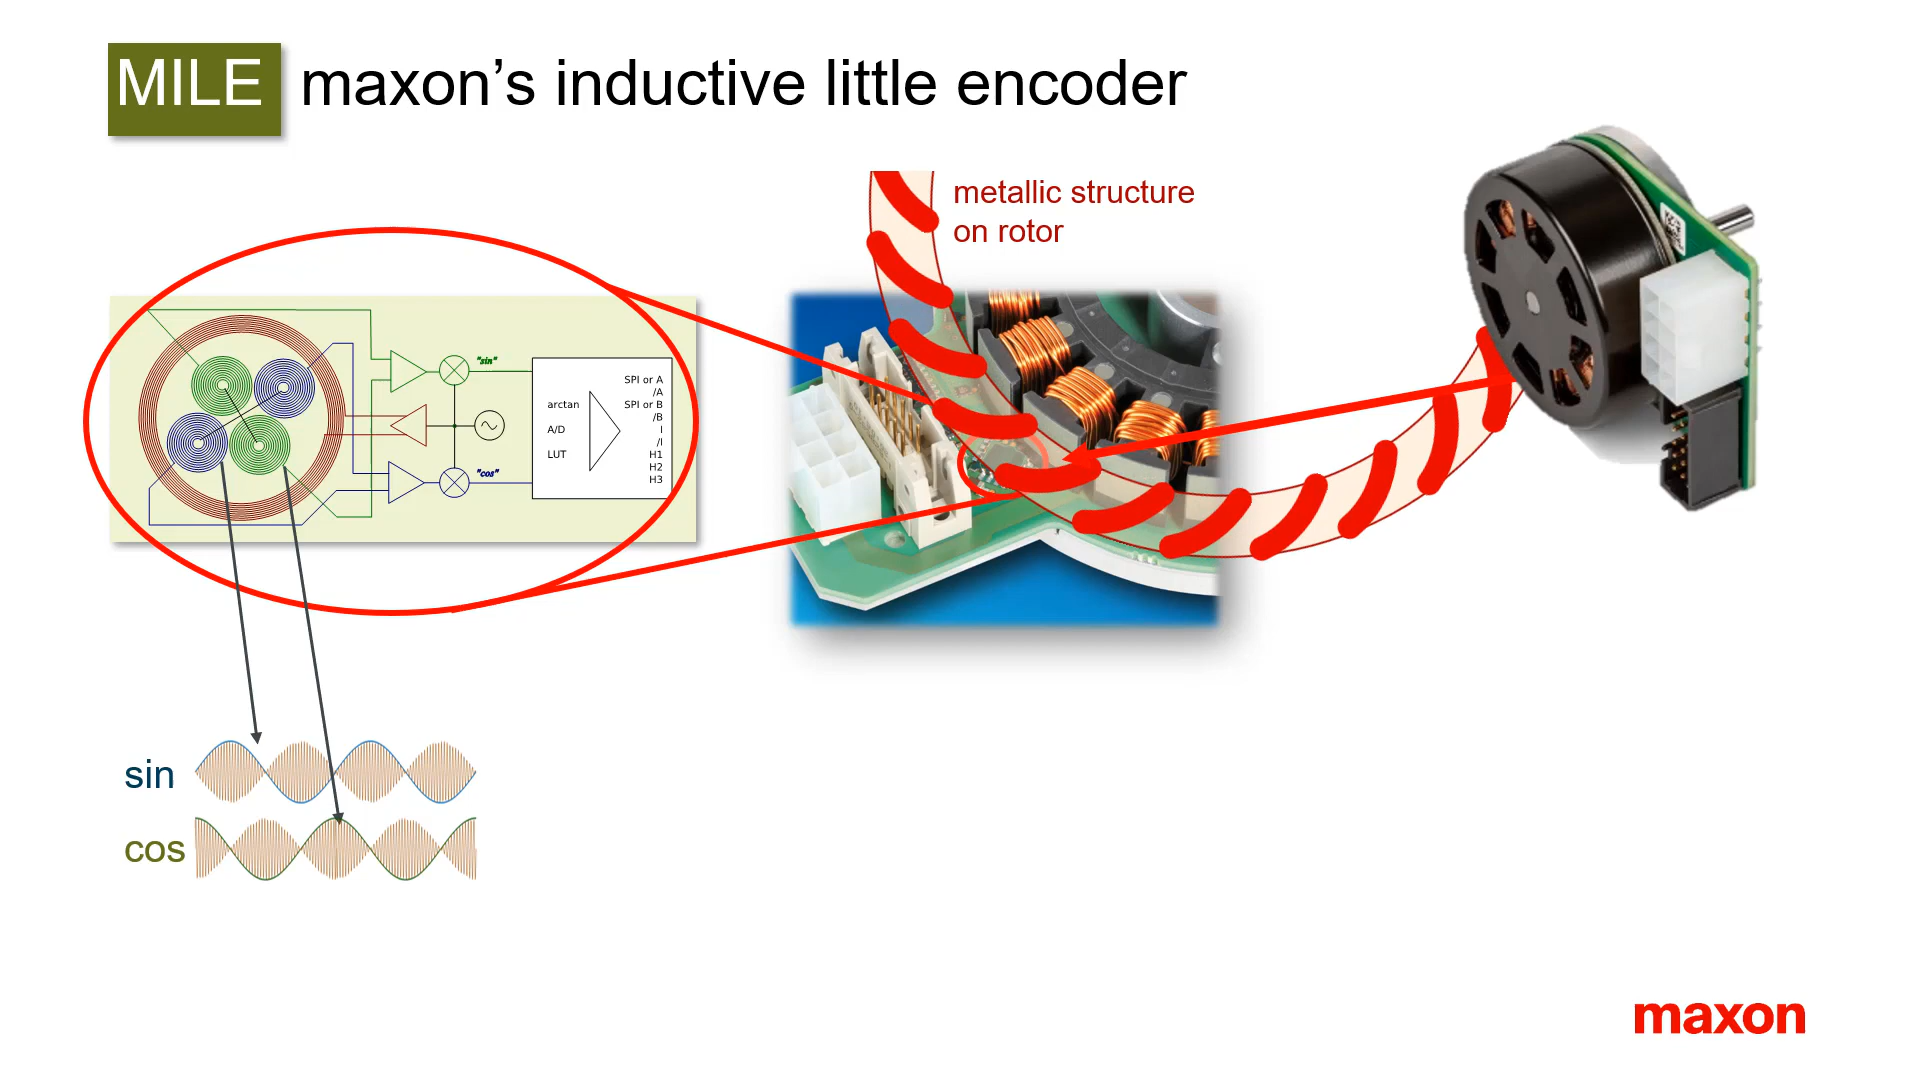 MILE maxon’s inductive little encoder
metallic structure
on rotor
"sin"
"cos"
arctan
A/D
LUT
SPI or A
/A
SPI or B
/B
I
/I
H1
H2
H3
sin
cos
maxon